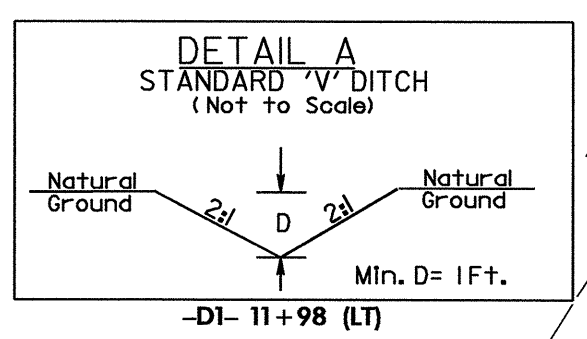 DETAIL A
STANDARD 'V' DITCH
(Not to Scale)
Natural
Ground
2:1
D
2:1
Natural
Ground
Min. D= 1Ft.
-D1- 11+98 (LT)